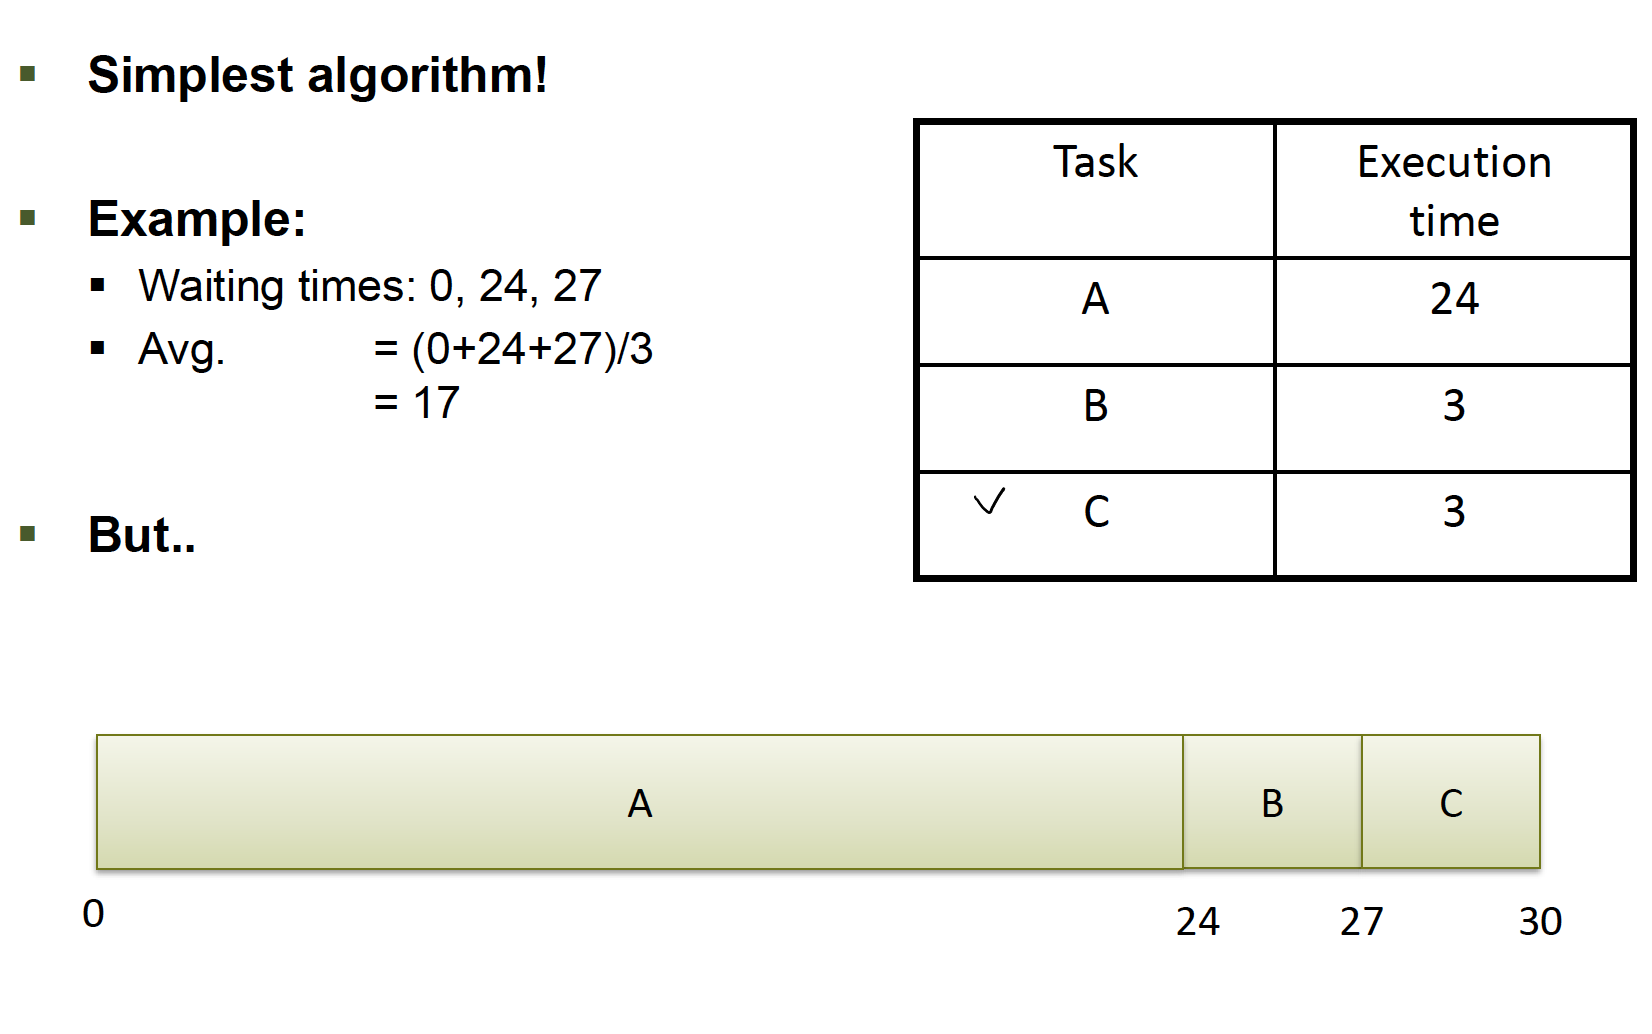 Simplest algorithm!
Example:
Waiting times: 0, 24, 27
Avg. = (0+24+27)/3
= 17
But..
Task Execution
time
A 24
B 3
C 3
A B C
0 24 27 30